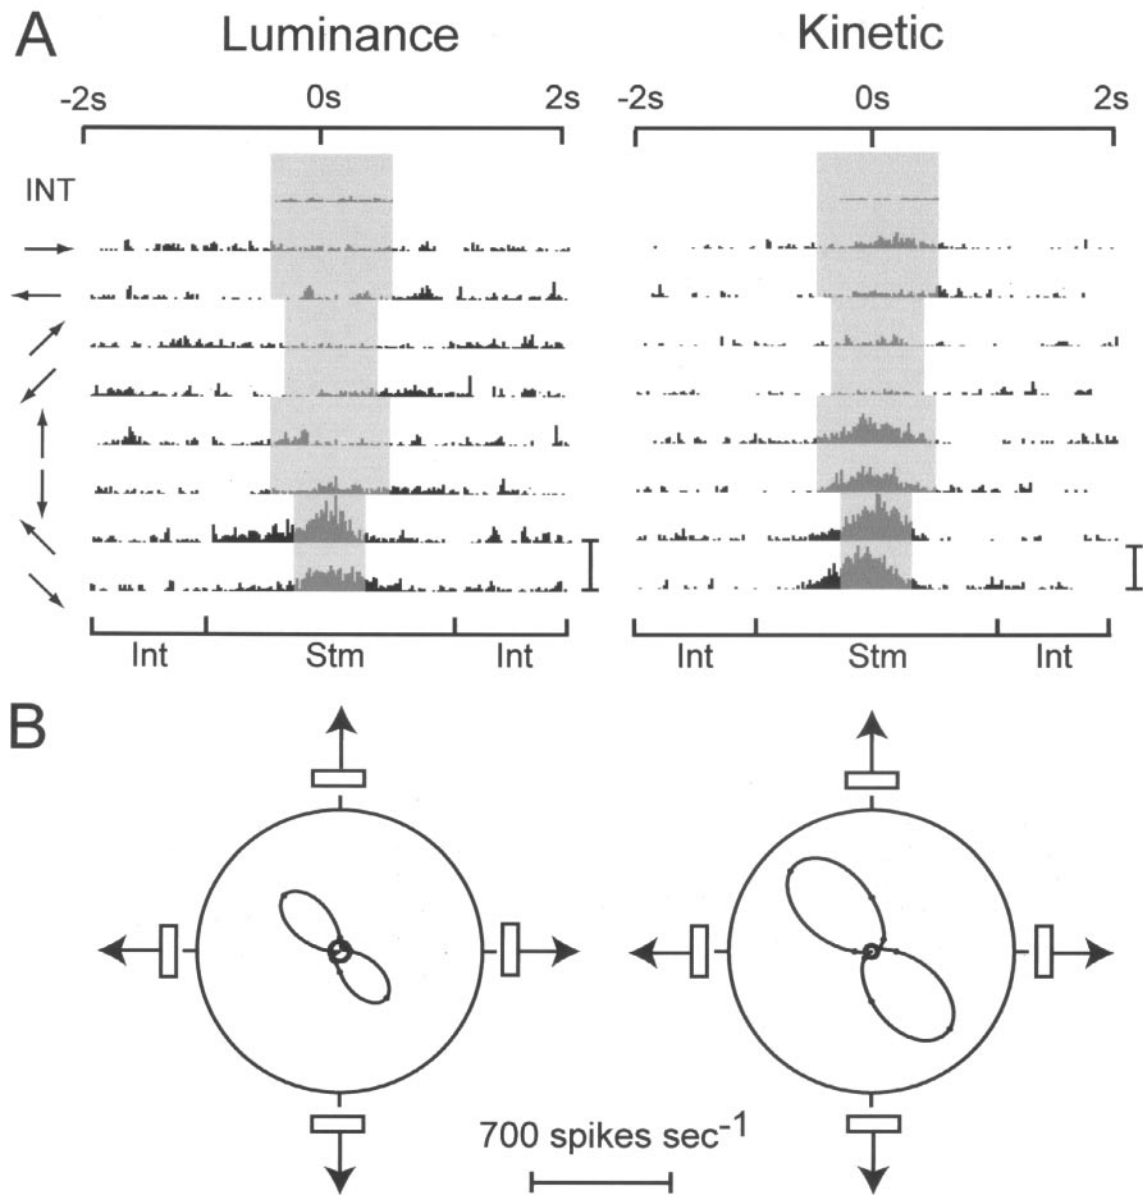 A Luminance Kinetic
-2s 0s 2s -2s 0s 2s
INT
Int Stm Int Int Stm Int
B
700 spikes sec⁻¹